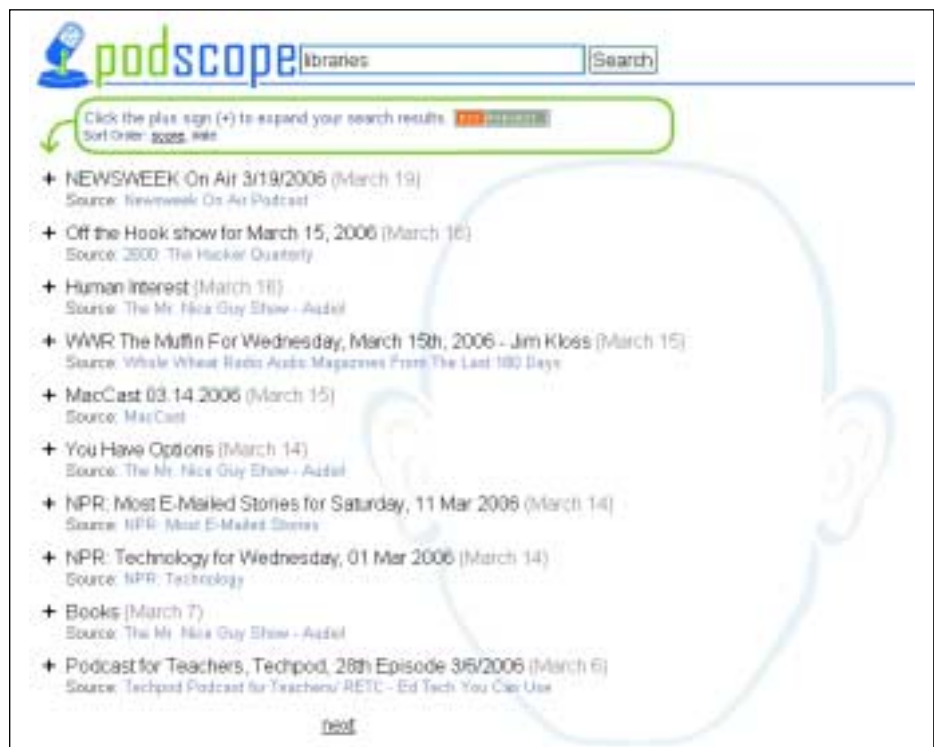 podscope libraries Search
Click the plus sign (+) to expand your search results.
Sort Order: score, date
+ NEWSWEEK On Air 3/19/2006 (March 19)
Source: Newsweek On Air Podcast
+ Off the Hook show for March 15, 2006 (March 16)
Source: 2600: The Hacker Quarterly
+ Human Interest (March 16)
Source: The Mr. Nice Guy Show - Audio!
+ WWR The Muffin For Wednesday, March 15th, 2006 - Jim Kloss (March 15)
Source: Whole Wheat Radio Audio Magazines From The Last 180 Days
+ MacCast 03.14.2006 (March 15)
Source: MacCast
+ You Have Options (March 14)
Source: The Mr. Nice Guy Show - Audio!
+ NPR: Most E-Mailed Stories for Saturday, 11 Mar 2006 (March 14)
Source: NPR: Most E-Mailed Stories
+ NPR: Technology for Wednesday, 01 Mar 2006 (March 14)
Source: NPR: Technology
+ Books (March 7)
Source: The Mr. Nice Guy Show - Audio!
+ Podcast for Teachers, Techpod, 28th Episode 3/6/2006 (March 6)
Source: Techpod Podcast for Teachers/ RETC - Ed Tech You Can Use
next